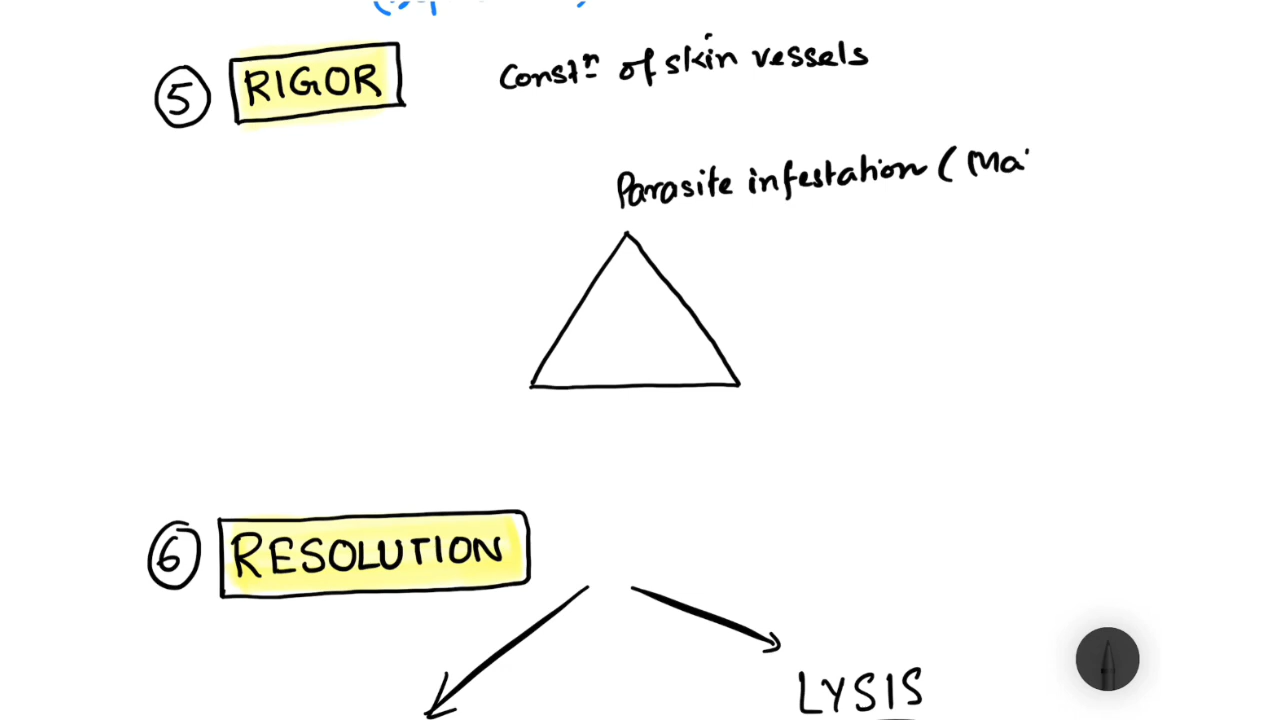 5 RIGOR Constⁿ of skin vessels
Parasite infestation (Ma
6 RESOLUTION
LYSIS